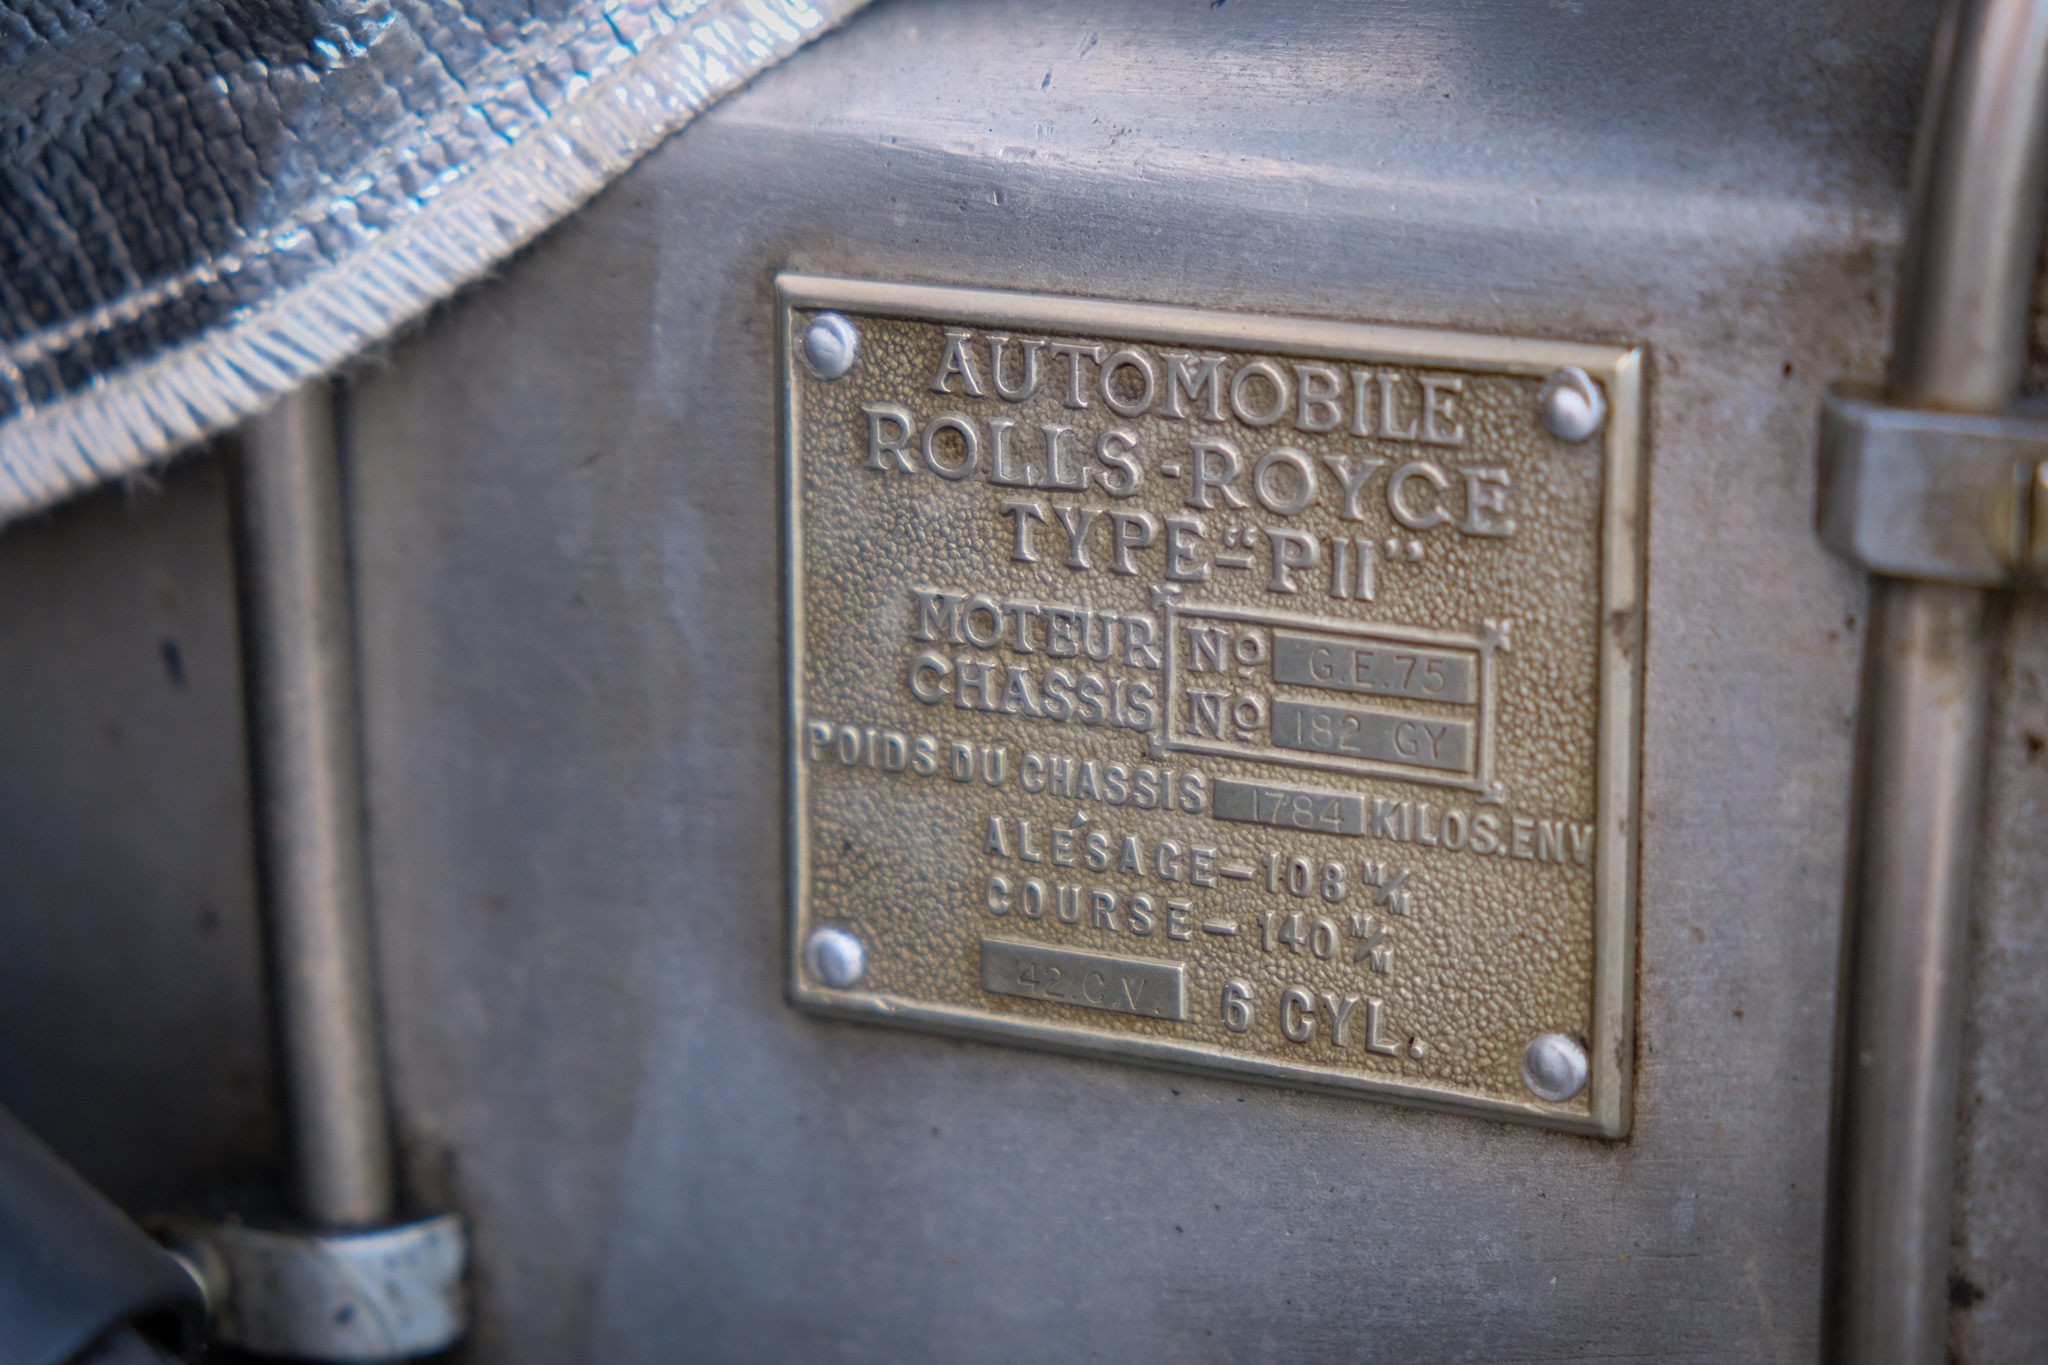 AUTOMOBILE
ROLLS-ROYCE
TYPE-"PII"
MOTEUR No G.E.75
CHASSIS No 182 GY
POIDS DU CHASSIS 1784 KILOS.ENV
ALÉSAGE-108 M/M
COURSE-140 M/M
42.C.V. 6 CYL.